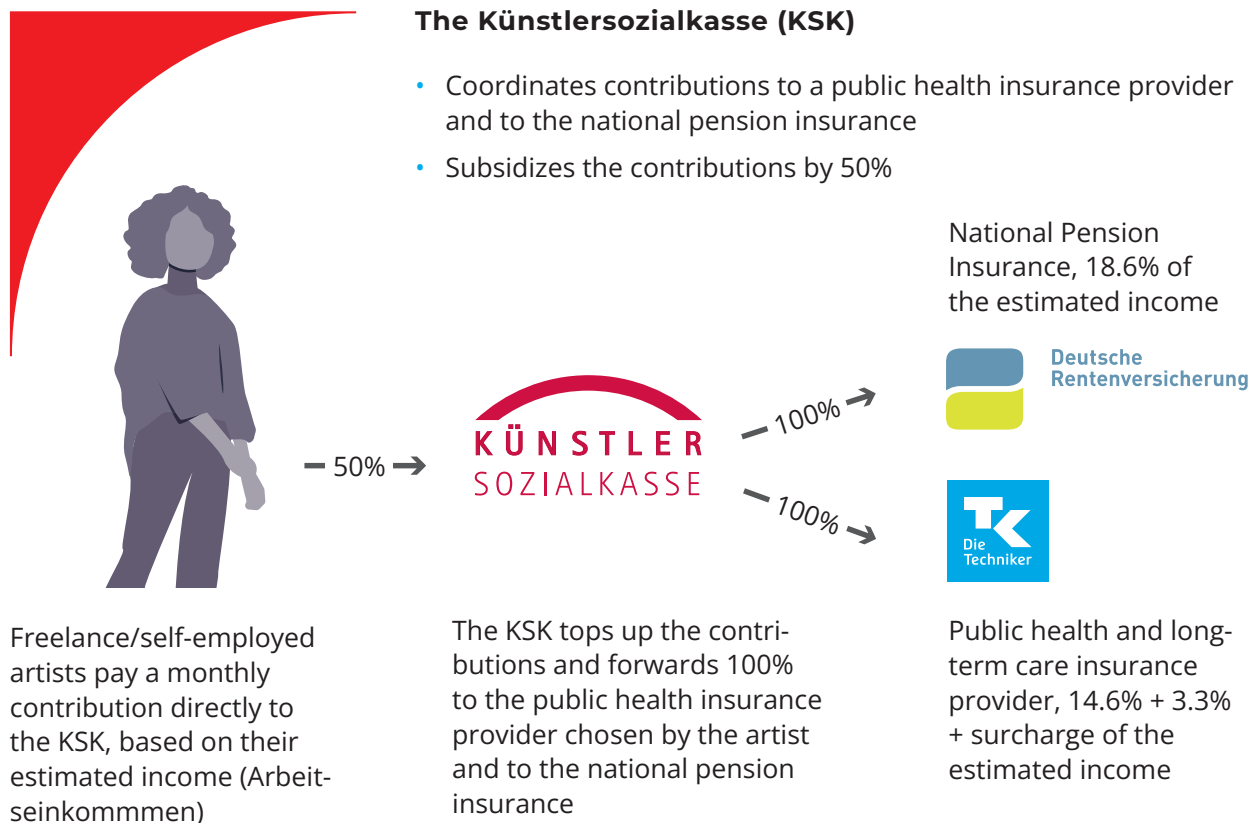 The Künstlersozialkasse (KSK)
• Coordinates contributions to a public health insurance provider
and to the national pension insurance
• Subsidizes the contributions by 50%
National Pension
Insurance, 18.6% of
the estimated income
Deutsche
Rentenversicherung
100%
KÜNSTLER
SOZIALKASSE
50%
100%
TK
Die
Techniker
Freelance/self-employed
artists pay a monthly
contribution directly to
the KSK, based on their
estimated income (Arbeit-
seinkommmen)
The KSK tops up the contri-
butions and forwards 100%
to the public health insurance
provider chosen by the artist
and to the national pension
insurance
Public health and long-
term care insurance
provider, 14.6% + 3.3%
+ surcharge of the
estimated income